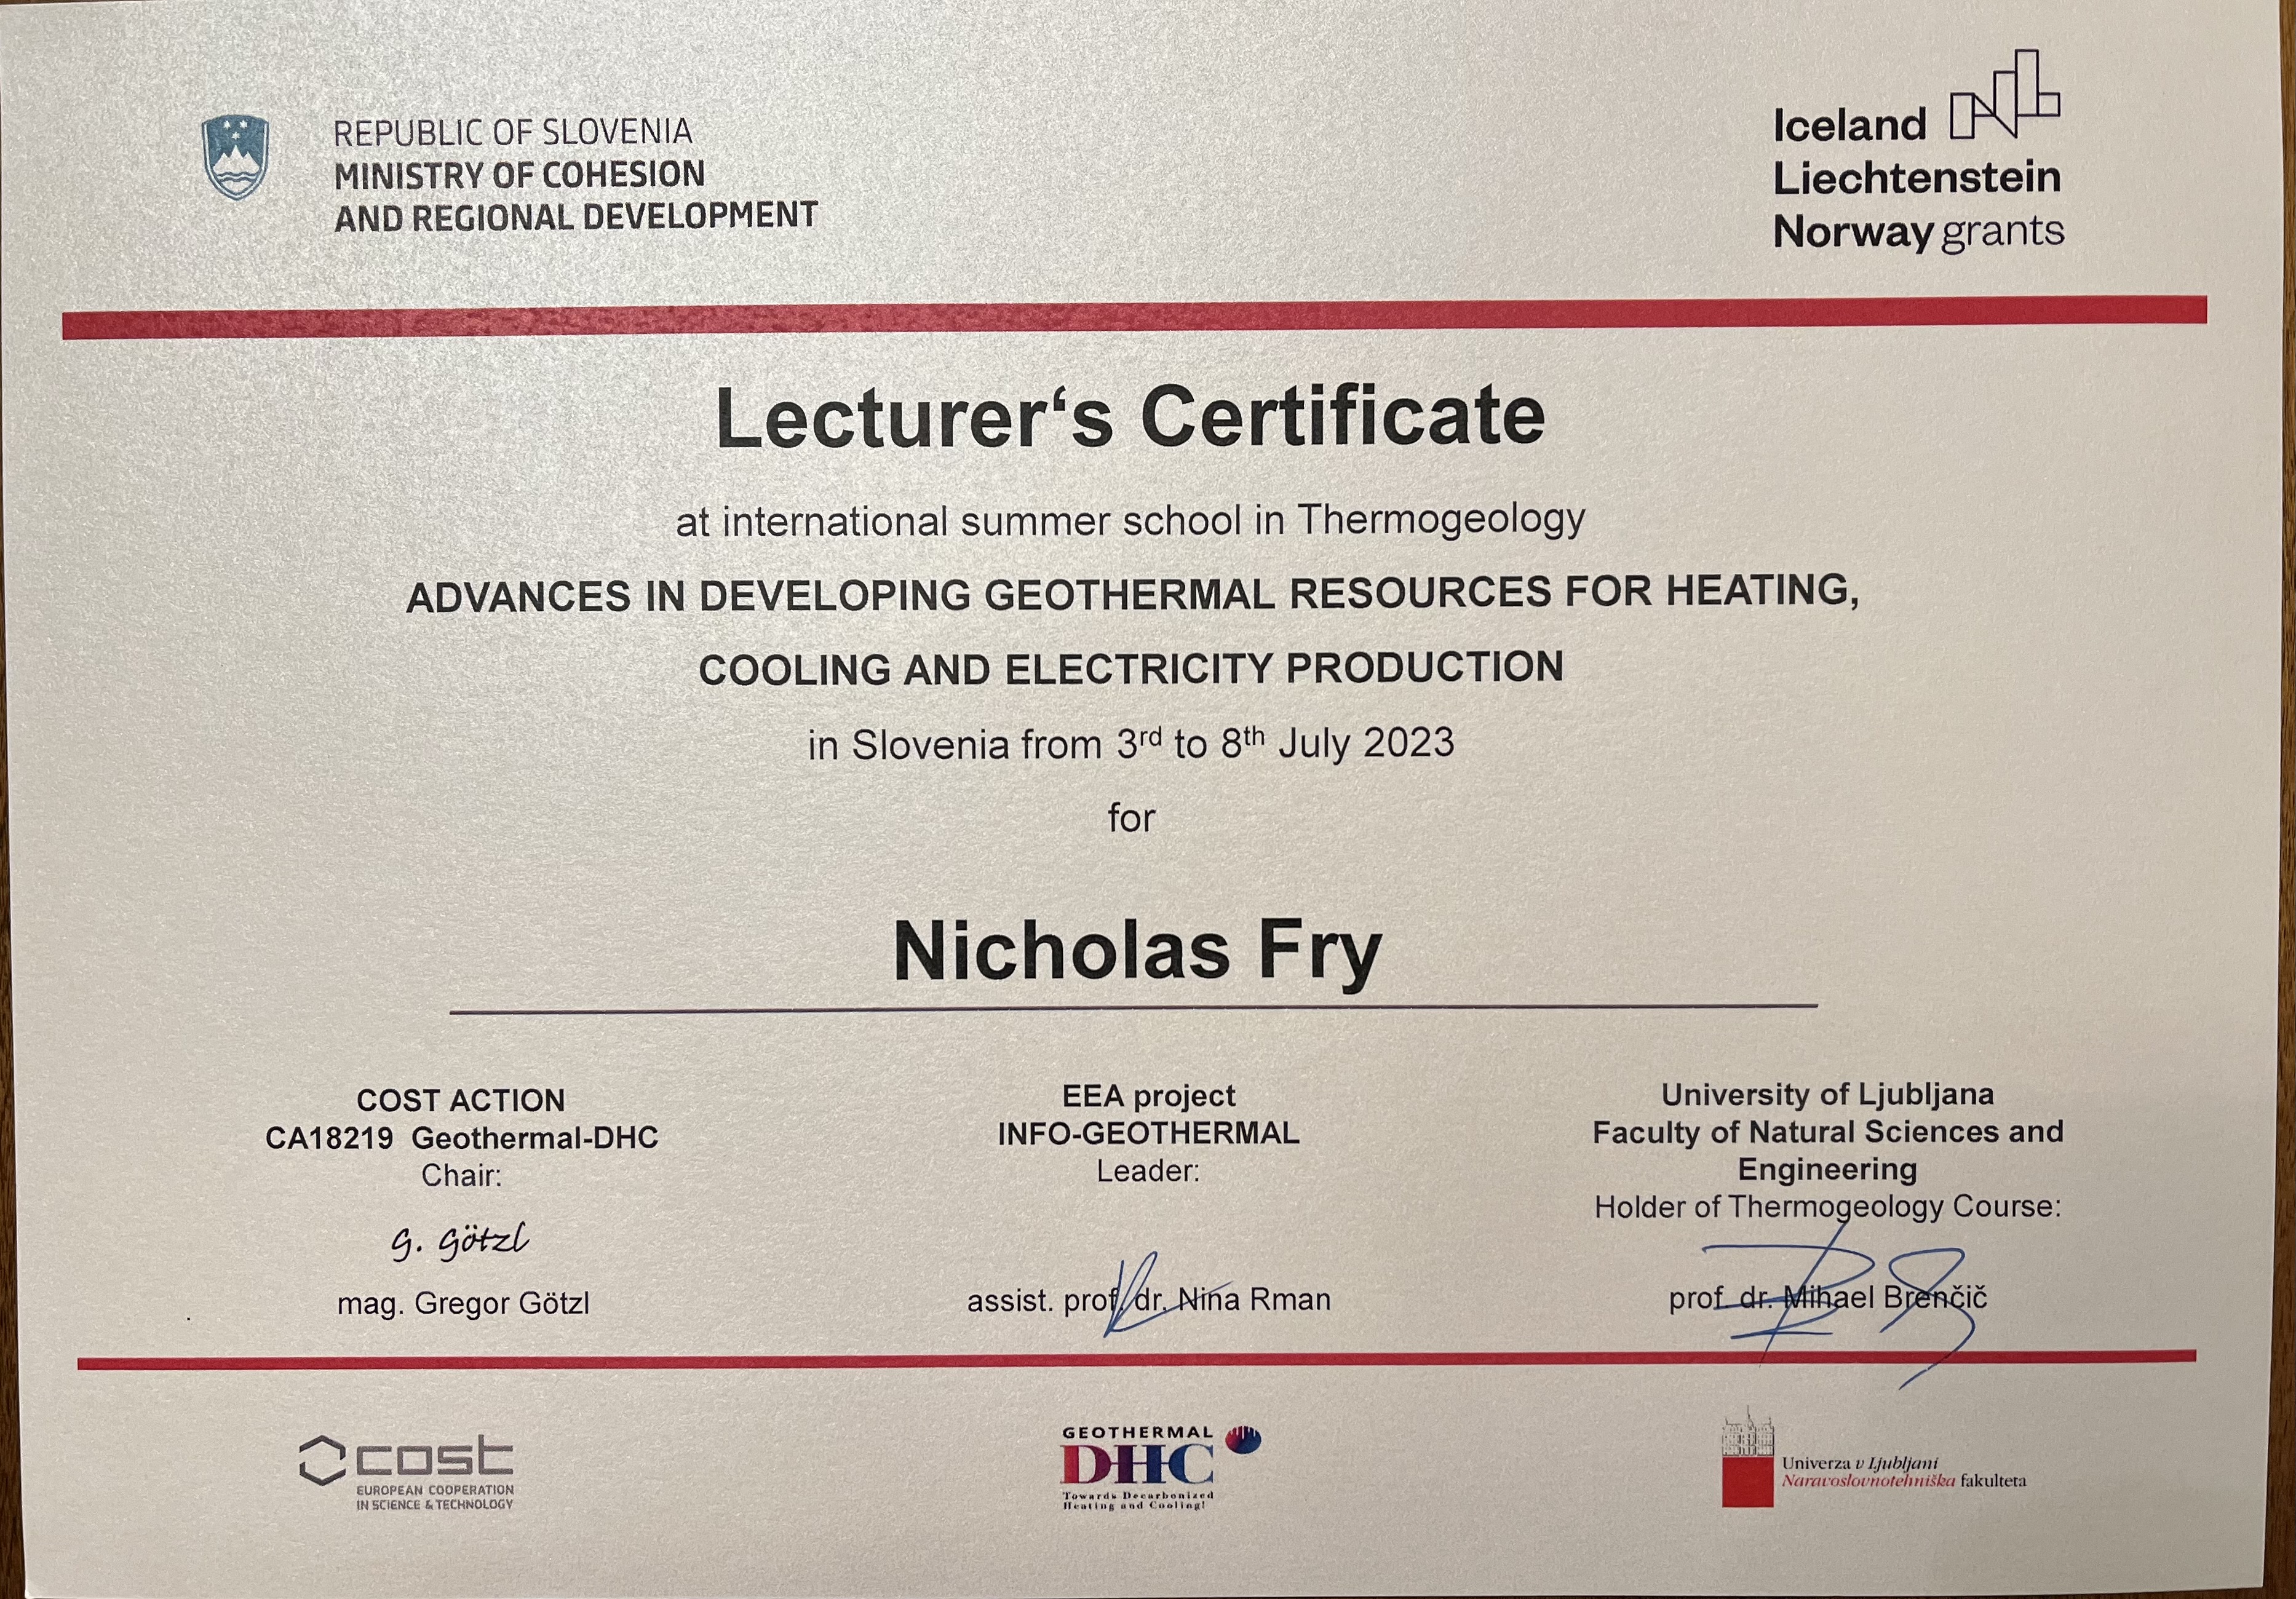 REPUBLIC OF SLOVENIA
MINISTRY OF COHESION
AND REGIONAL DEVELOPMENT
Iceland
Liechtenstein
Norway grants
Lecturer‘s Certificate
at international summer school in Thermogeology
ADVANCES IN DEVELOPING GEOTHERMAL RESOURCES FOR HEATING,
COOLING AND ELECTRICITY PRODUCTION
in Slovenia from 3rd to 8th July 2023
for
Nicholas Fry
COST ACTION
CA18219 Geothermal-DHC
Chair:
G. Götzl
mag. Gregor Götzl
EEA project
INFO-GEOTHERMAL
Leader:
assist. prof. dr. Nina Rman
University of Ljubljana
Faculty of Natural Sciences and
Engineering
Holder of Thermogeology Course:
prof. dr. Mihael Brenčič
cost
EUROPEAN COOPERATION
IN SCIENCE & TECHNOLOGY
GEOTHERMAL
DHC
Towards Decarbonized
Heating and Cooling!
Univerza v Ljubljani
Naravoslovnotehniška fakulteta